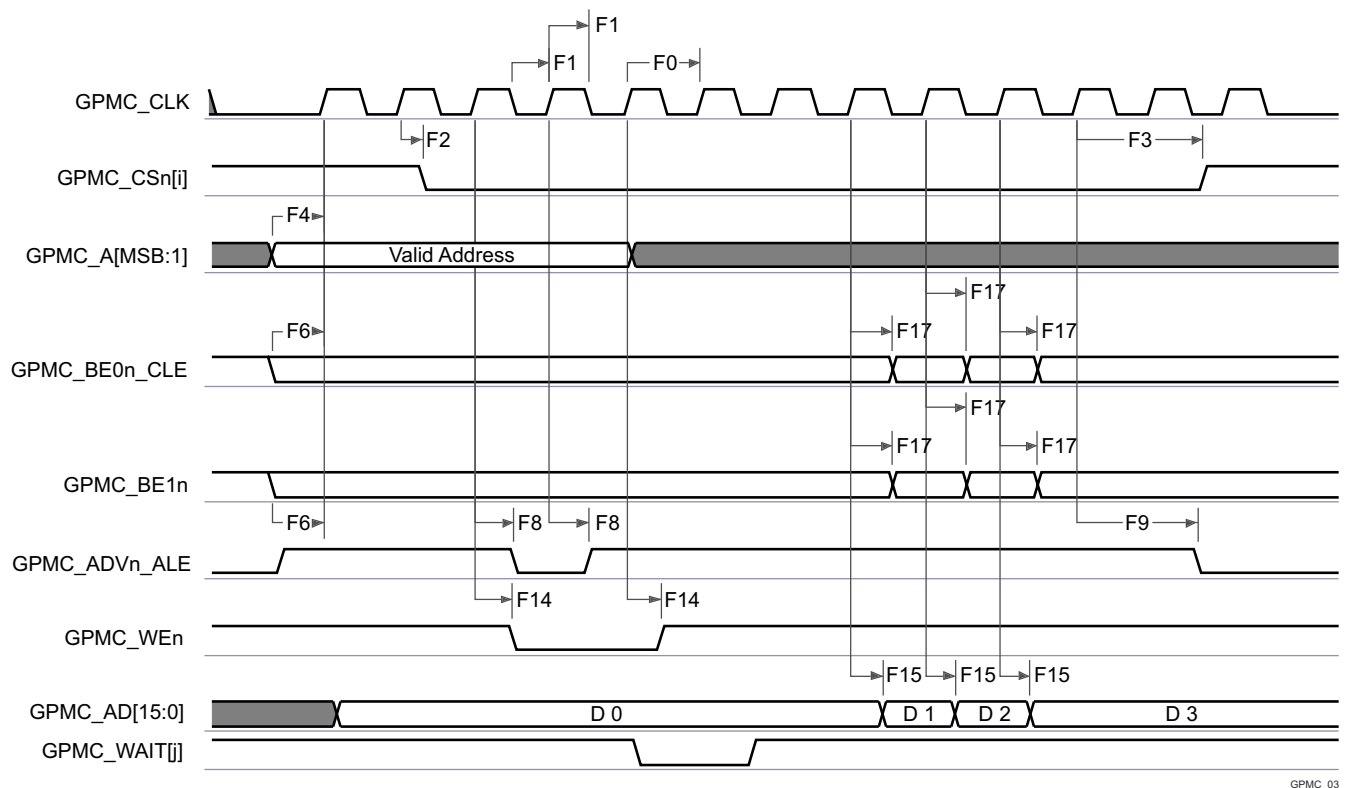 F1
F1
F0
GPMC_CLK
F2
F3
GPMC_CSn[i]
F4
GPMC_A[MSB:1]
Valid Address
F17
F6
F17
F17
GPMC_BE0n_CLE
F17
F17
F17
GPMC_BE1n
F6
F8
F8
F9
GPMC_ADVn_ALE
F14
F14
GPMC_WEn
F15
F15
F15
GPMC_AD[15:0]
D 0
D 1
D 2
D 3
GPMC_WAIT[j]
GPMC_03